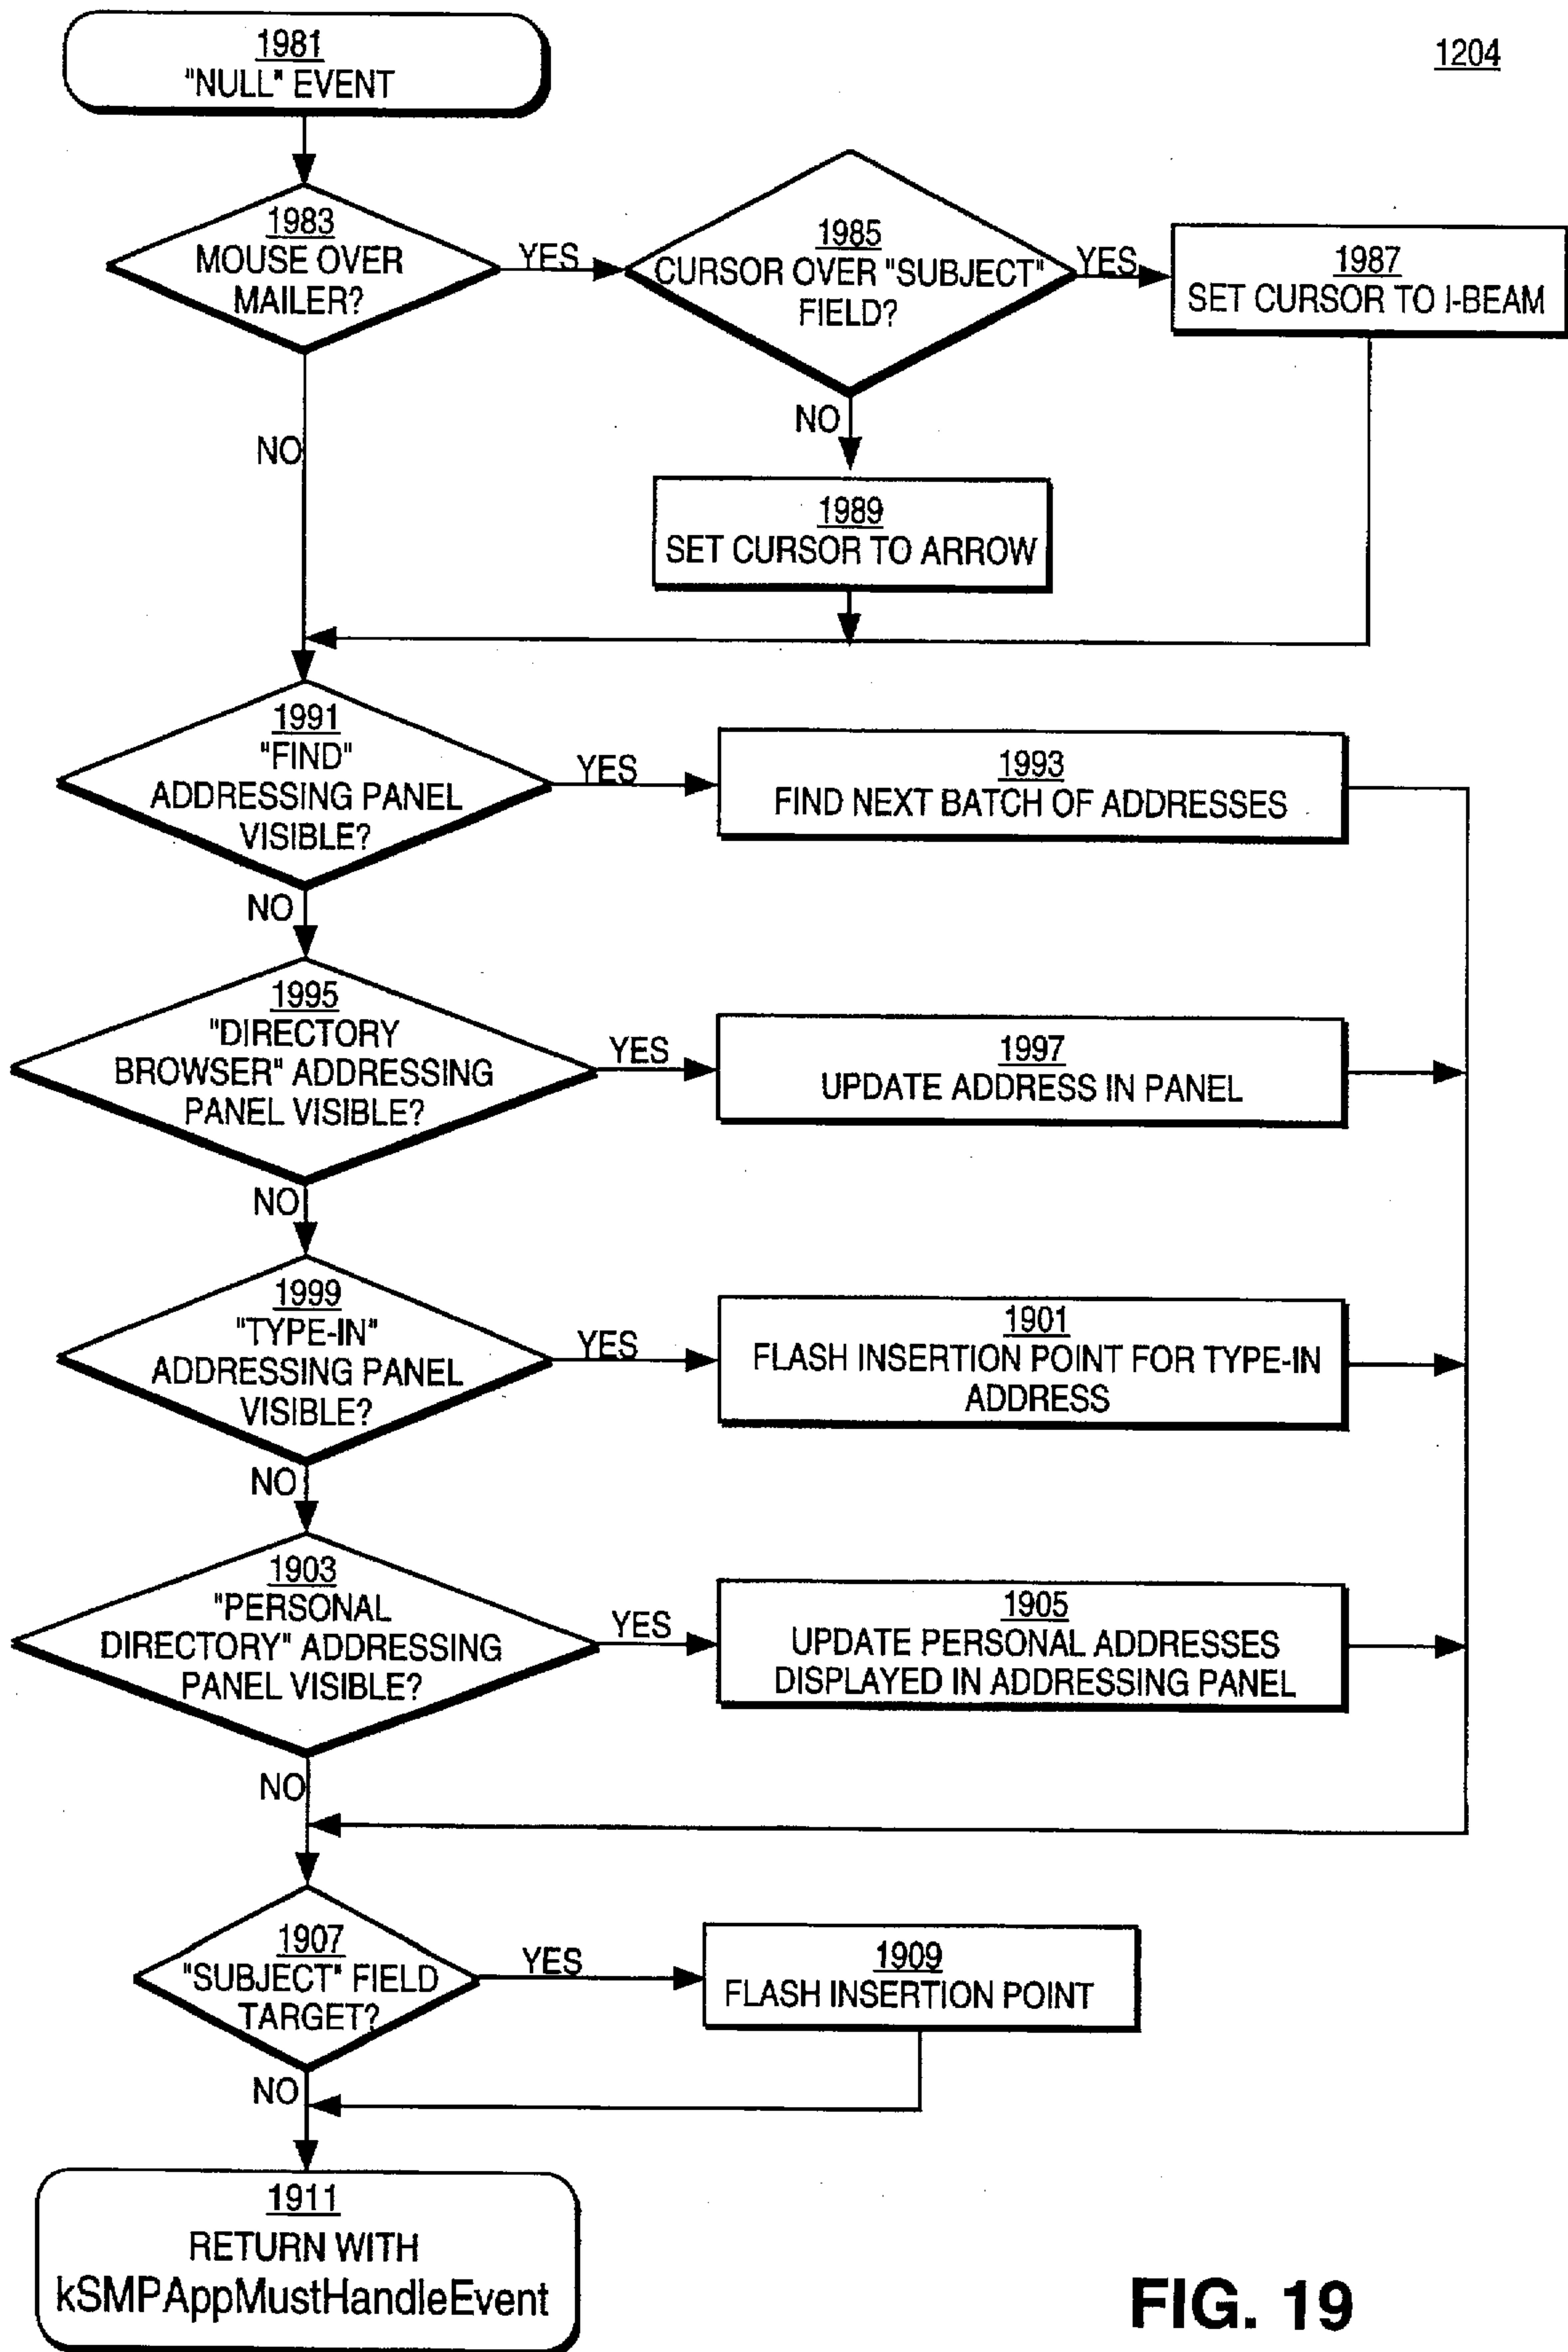 1981
"NULL" EVENT
1204
1983
MOUSE OVER
MAILER?
YES
1985
CURSOR OVER "SUBJECT"
FIELD?
YES
1987
SET CURSOR TO I-BEAM
NO
NO
1989
SET CURSOR TO ARROW
1991
"FIND"
ADDRESSING PANEL
VISIBLE?
YES
1993
FIND NEXT BATCH OF ADDRESSES
NO
1995
"DIRECTORY
BROWSER" ADDRESSING
PANEL VISIBLE?
YES
1997
UPDATE ADDRESS IN PANEL
NO
1999
"TYPE-IN"
ADDRESSING PANEL
VISIBLE?
YES
1901
FLASH INSERTION POINT FOR TYPE-IN
ADDRESS
NO
1903
"PERSONAL
DIRECTORY" ADDRESSING
PANEL VISIBLE?
YES
1905
UPDATE PERSONAL ADDRESSES
DISPLAYED IN ADDRESSING PANEL
NO
1907
"SUBJECT" FIELD
TARGET?
YES
1909
FLASH INSERTION POINT
NO
1911
RETURN WITH
kSMPAppMustHandleEvent
FIG. 19